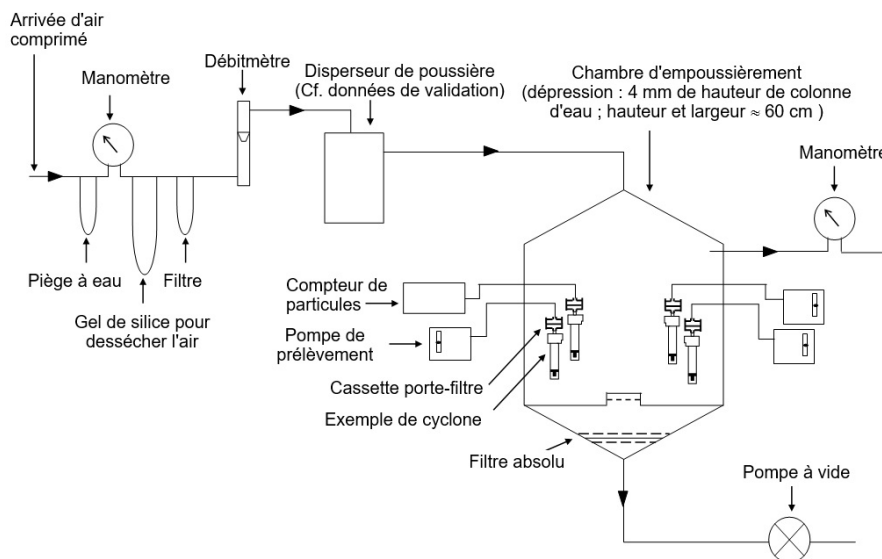 Arrivée d'air
comprimé
Manomètre
Débitmètre
Disperseur de poussière
(Cf. données de validation)
Chambre d'empoussièrement
(dépression : 4 mm de hauteur de colonne
d'eau ; hauteur et largeur ≈ 60 cm )
Manomètre
Piège à eau
Filtre
Gel de silice pour
dessécher l'air
Compteur de
particules
Pompe de
prélèvement
Cassette porte-filtre
Exemple de cyclone
Filtre absolu
Pompe à vide